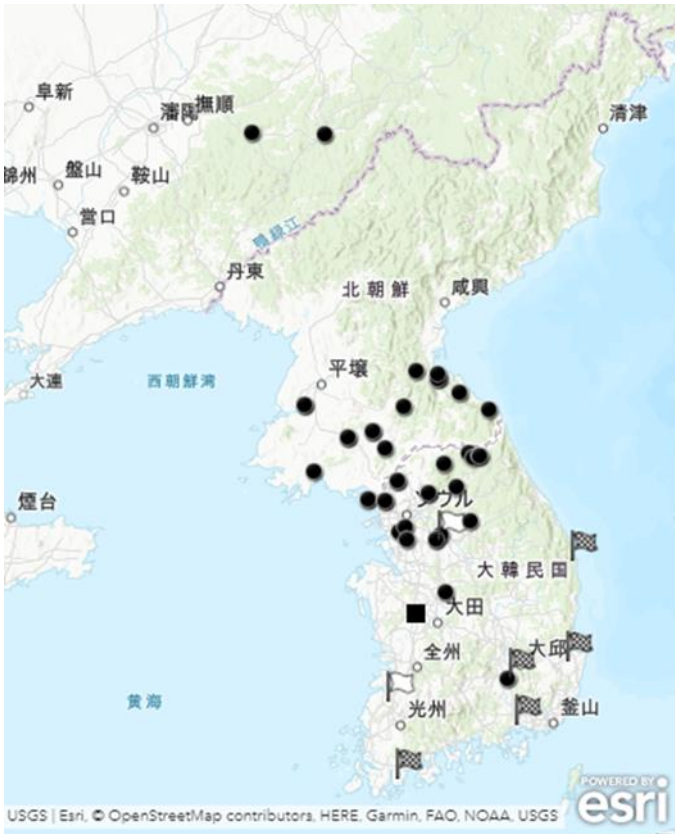 阜新
撫順
清津
錦州
盤山
鞍山
営口
鴨緑江
丹東
北朝鮮
咸興
大連
西朝鮮湾
平壌
煙台
ソウル
大韓民国
大田
全州
大邱
黄海
光州
釜山
POWERED BY
esri
USGS | Esri, © OpenStreetMap contributors, HERE, Garmin, FAO, NOAA, USGS